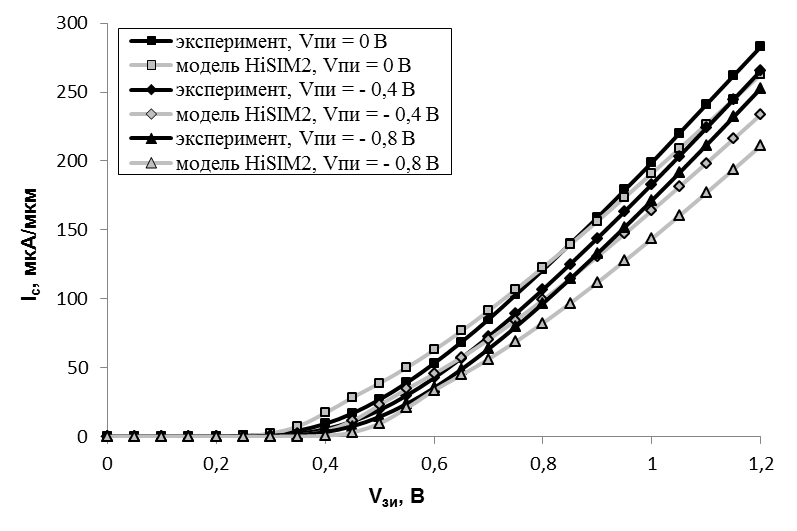 300
250
200
150
100
50
0
эксперимент, Vпи = 0 В
модель HiSIM2, Vпи = 0 В
эксперимент, Vпи = - 0,4 В
модель HiSIM2, Vпи = - 0,4 В
эксперимент, Vпи = - 0,8 В
модель HiSIM2, Vпи = - 0,8 В
Iс, мкА/мкм
0 0,2 0,4 0,6 0,8 1 1,2
Vзи, В